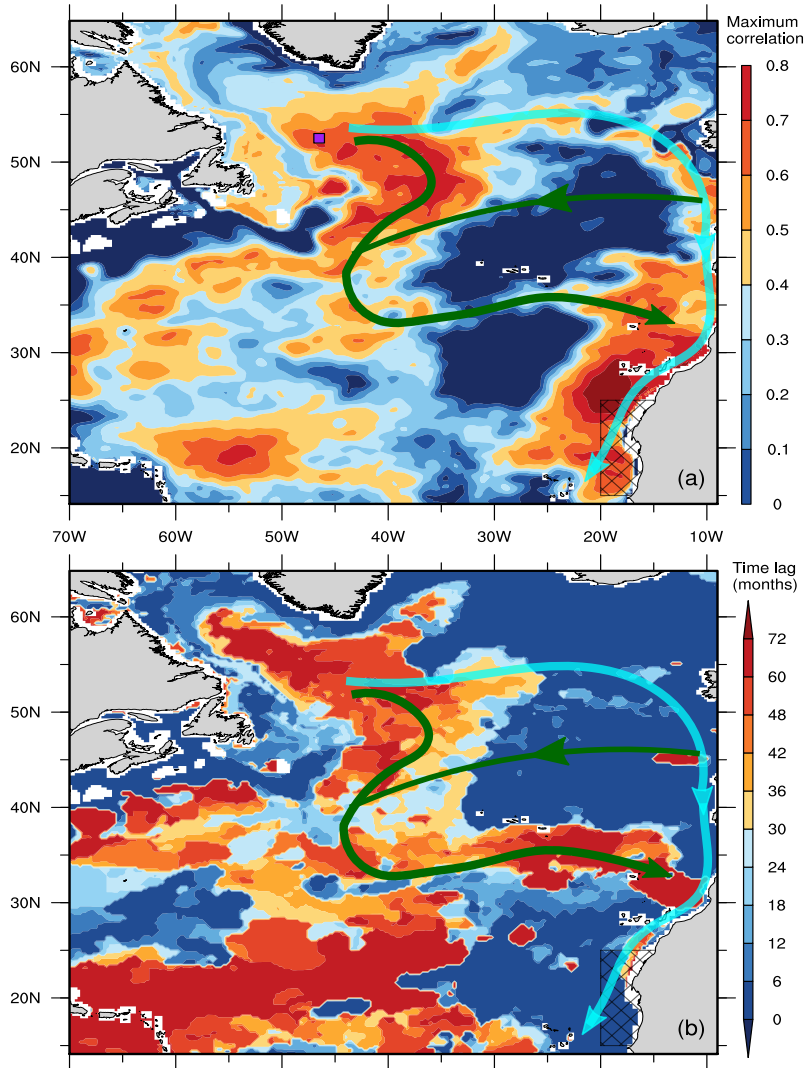 Maximum
correlation
60N
50N
40N
30N
20N
0.8
0.7
0.6
0.5
0.4
0.3
0.2
0.1
0
(a)
70W 60W 50W 40W 30W 20W 10W
Time lag
(months)
60N
50N
40N
30N
20N
72
60
54
48
42
36
30
24
18
12
6
0
(b)